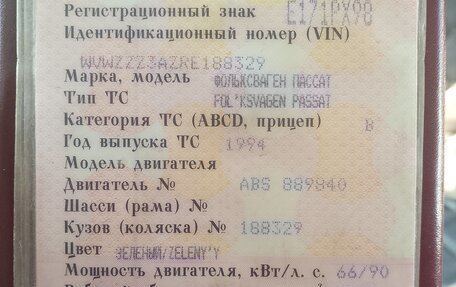 Регистрационный знак Е171РХ98
Идентификационный номер (VIN)
WVWZZZ3AZRE188329
Марка, модель ФОЛЬКСВАГЕН ПАССАТ
Тип ТС FOL'KSVAGEN PASSAT
Категория ТС (ABCD, прицеп) B
Год выпуска ТС 1994
Модель двигателя
Двигатель № ABS 889840
Шасси (рама) №
Кузов (коляска) № 188329
Цвет ЗЕЛЕНЫЙ/ZELENY'Y
Мощность двигателя, кВт/л. с. 66/90